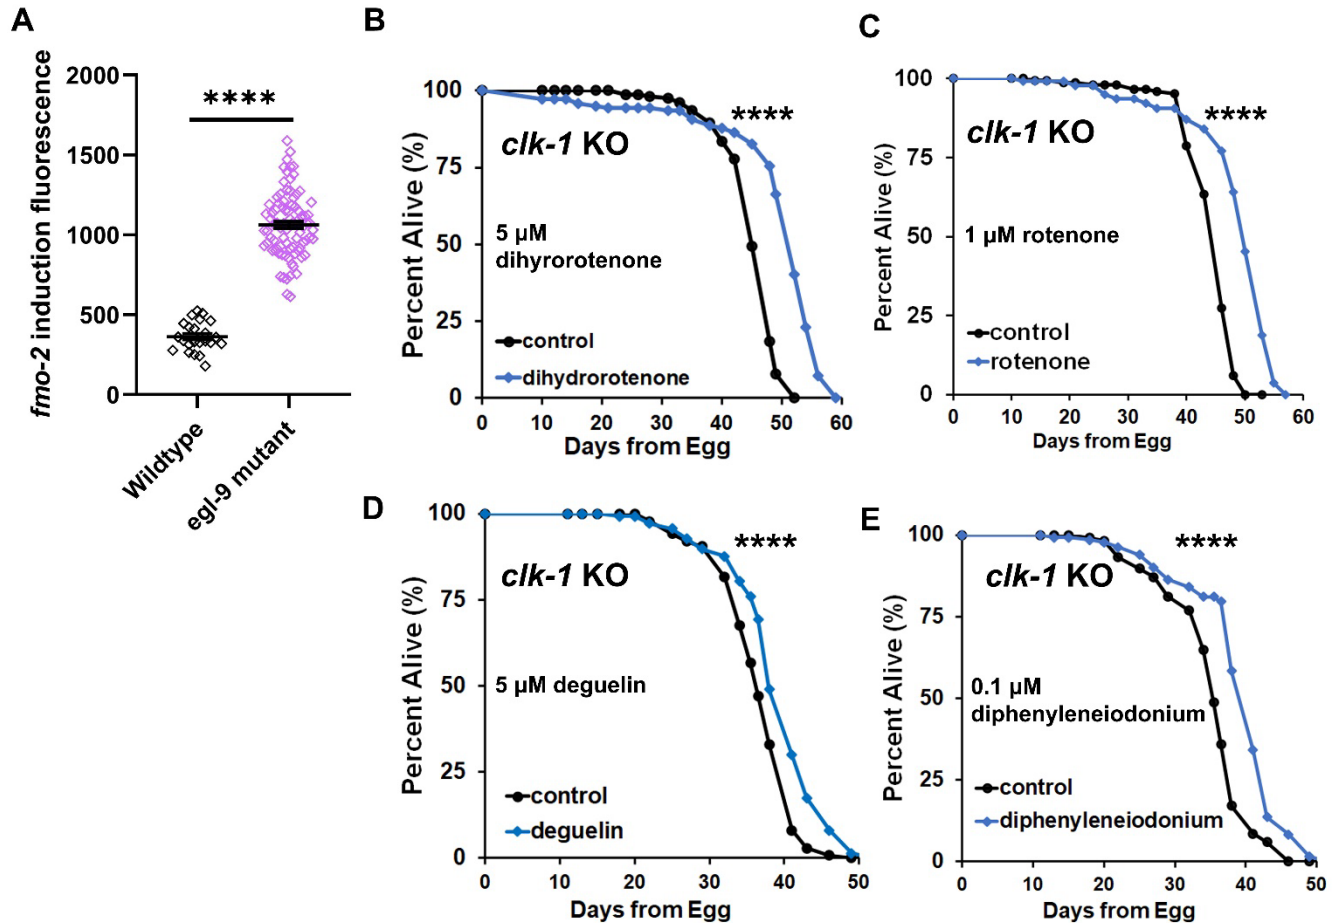 A
fmo-2 induction fluorescence
2000
1500
1000
500
0
****
Wildtype
egl-9 mutant
B
Percent Alive (%)
100
75
50
25
0
****
clk-1 KO
5 µM
dihyrorotenone
control
dihydrorotenone
0 10 20 30 40 50 60
Days from Egg
C
Percent Alive (%)
100
75
50
25
0
****
clk-1 KO
1 µM rotenone
control
rotenone
0 10 20 30 40 50 60
Days from Egg
D
Percent Alive (%)
100
75
50
25
0
****
clk-1 KO
5 µM deguelin
control
deguelin
0 10 20 30 40 50
Days from Egg
E
Percent Alive (%)
100
75
50
25
0
****
clk-1 KO
0.1 µM
diphenyleneiodonium
control
diphenyleneiodonium
0 10 20 30 40 50
Days from Egg